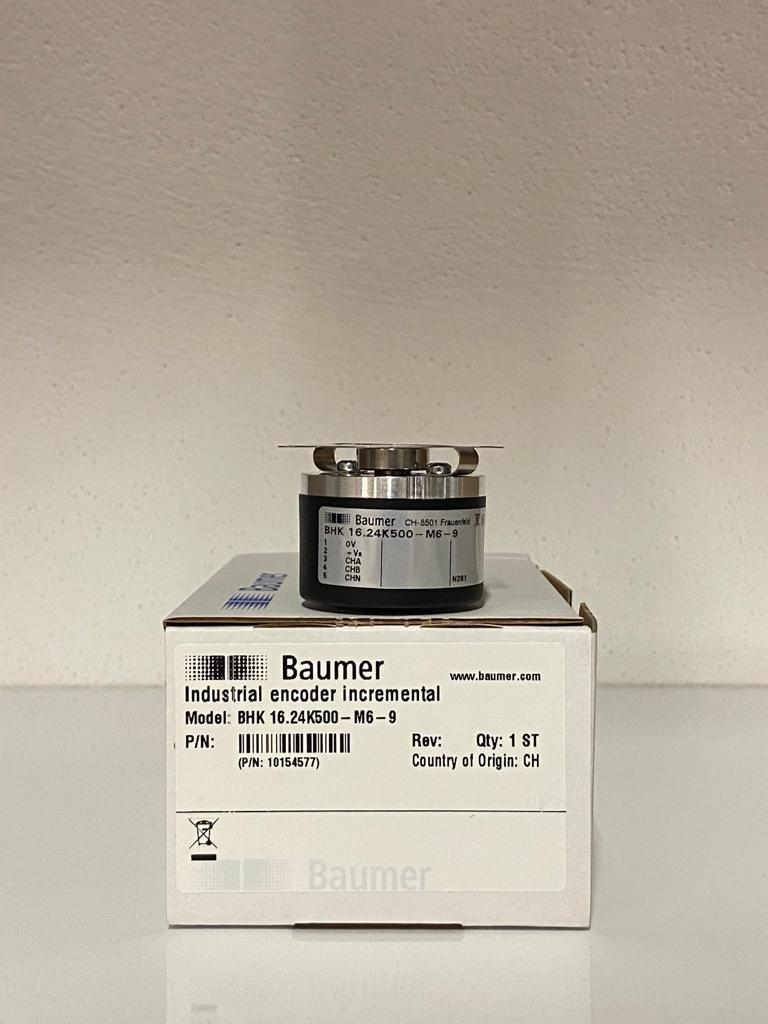 Baumer CH-8501 Frauenfeld
BHK 16.24K500-M6-9
1 0V
2 +Vs
3 CHA
4 CHB
5 CHN
N281
Baumer
Baumer www.baumer.com
Industrial encoder incremental
Model: BHK 16.24K500-M6-9
P/N: Rev: Qty: 1 ST
(P/N: 10154577) Country of Origin: CH
Baumer